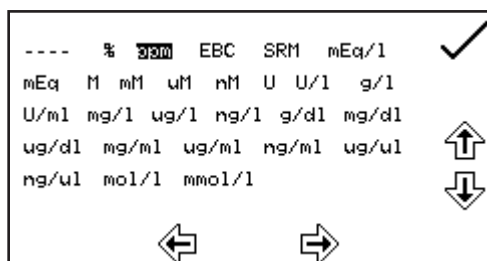 ---- % ppm EBC SRM mEq/l
mEq M mM uM nM U U/l g/l
U/ml mg/l ug/l ng/l g/dl mg/dl
ug/dl mg/ml ug/ml ng/ml ug/ul
ng/ul mol/l mmol/l